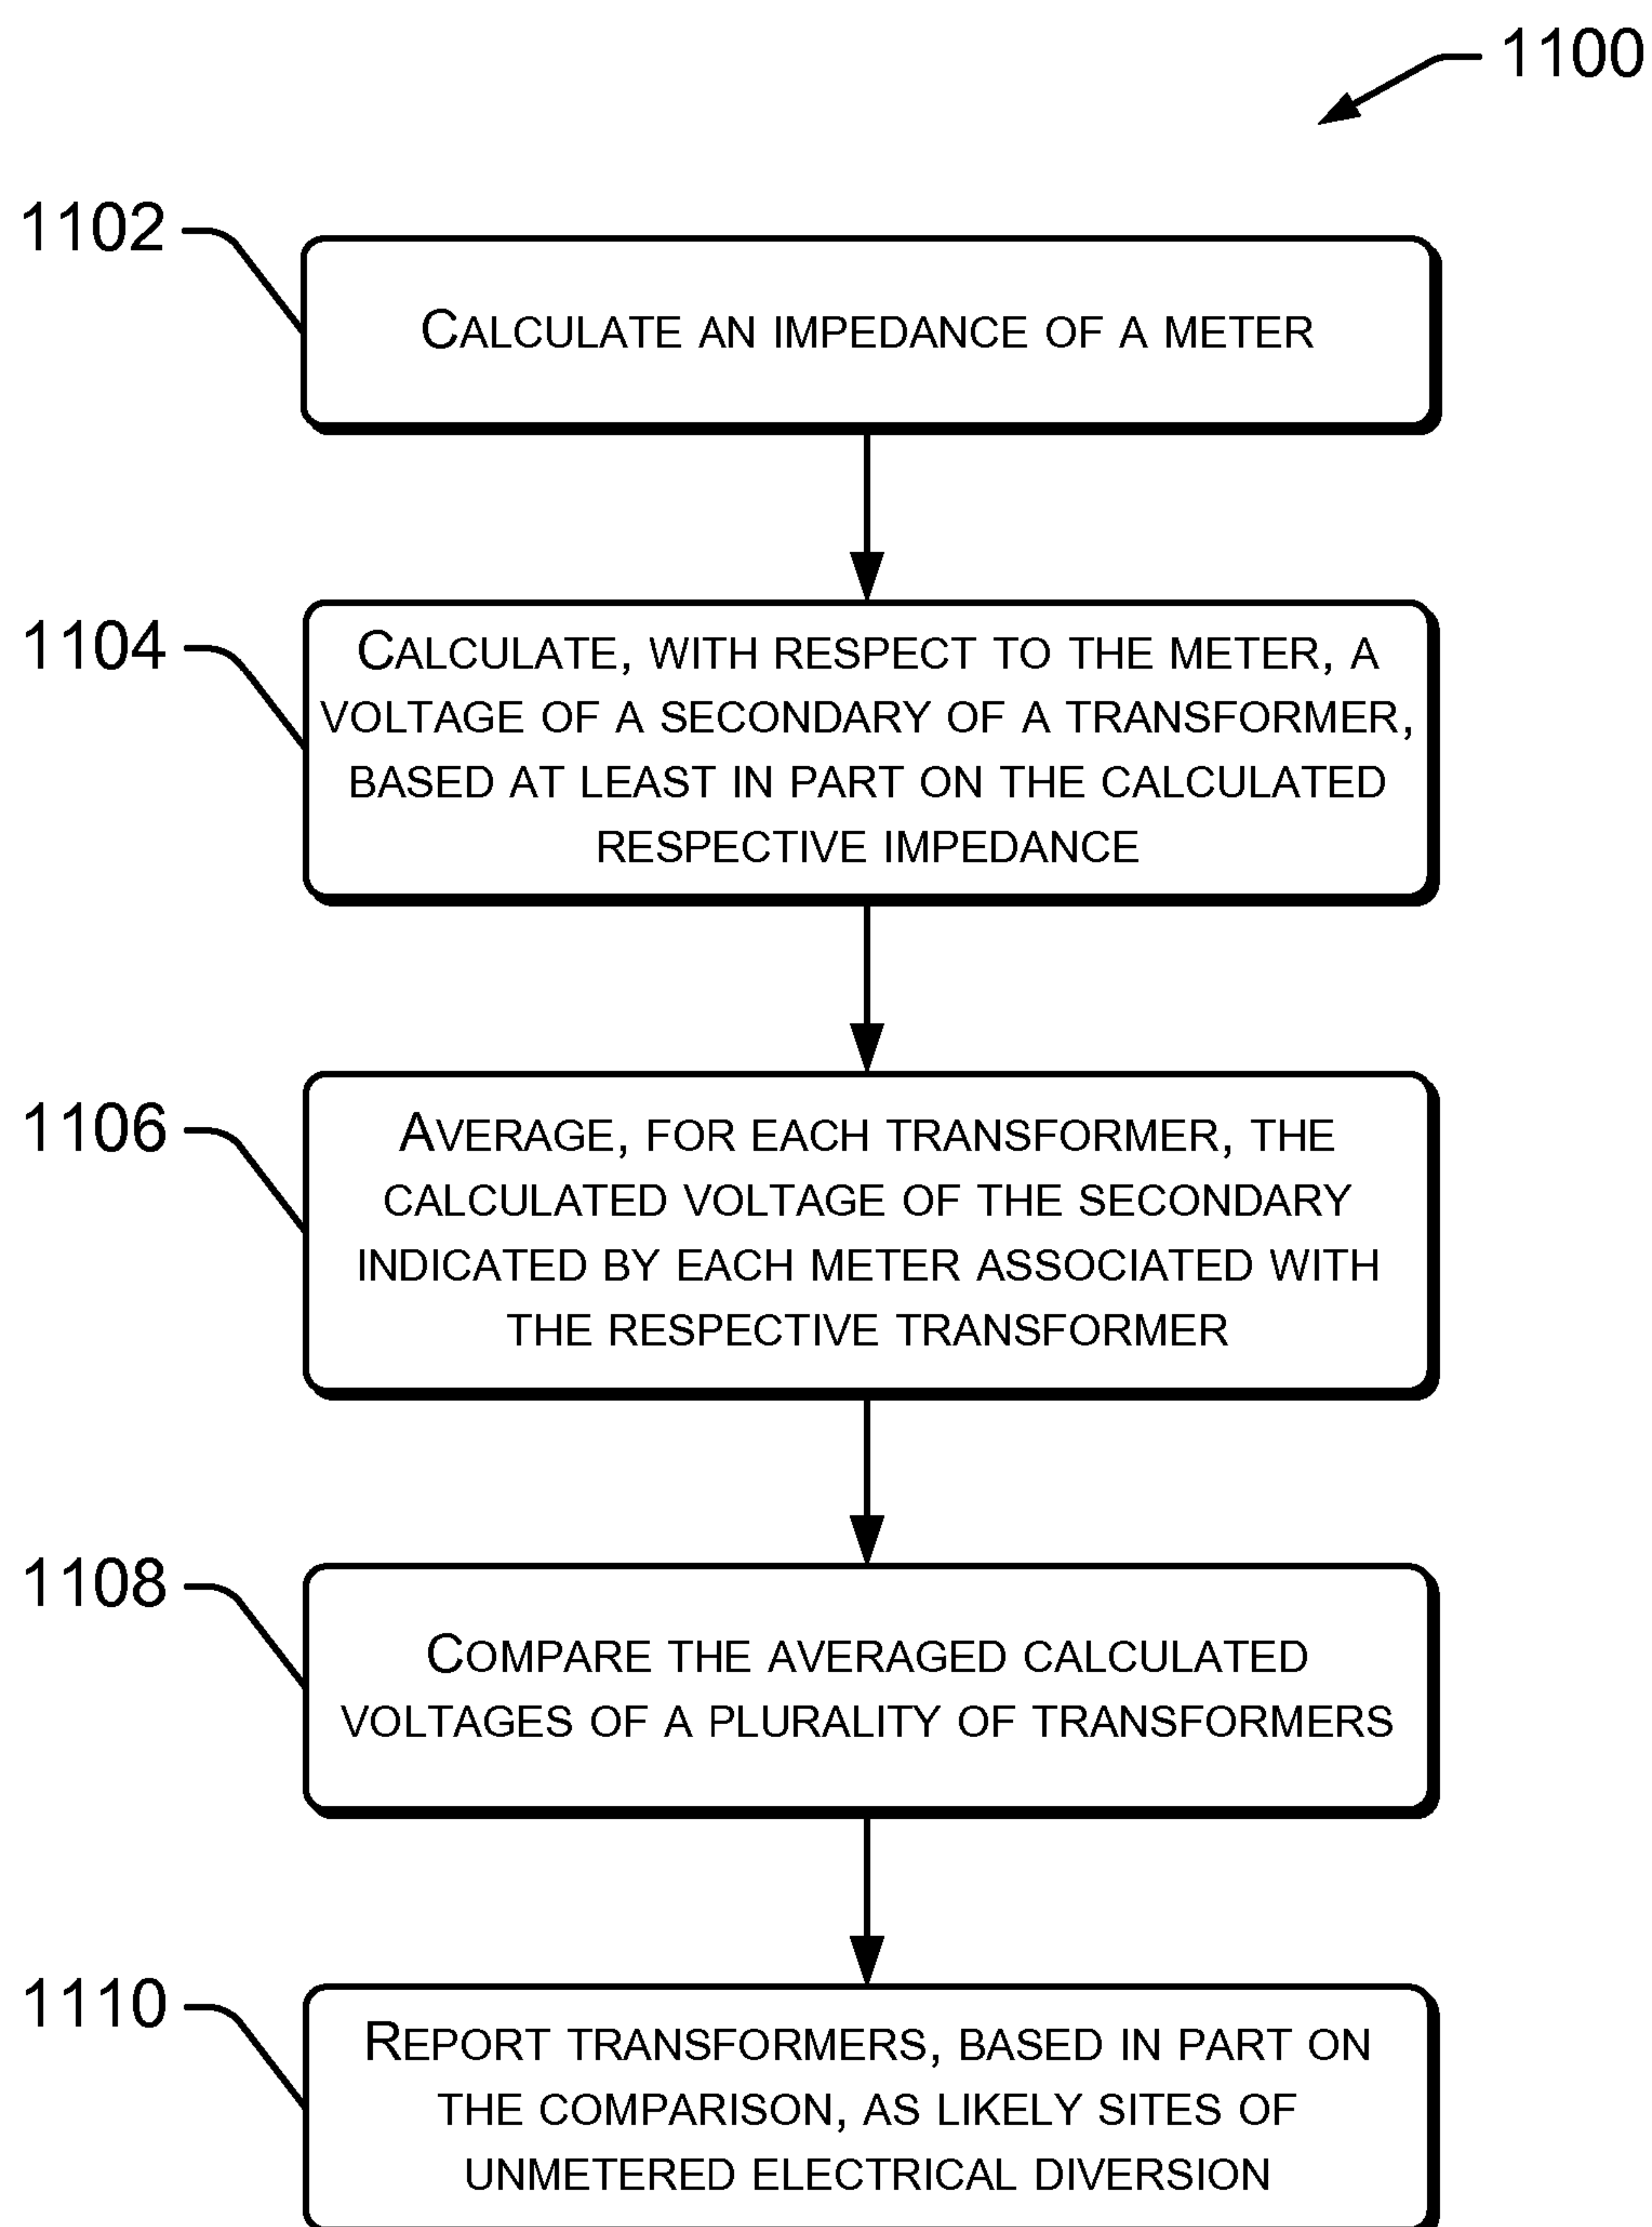 1100
1102
CALCULATE AN IMPEDANCE OF A METER
1104
CALCULATE, WITH RESPECT TO THE METER, A
VOLTAGE OF A SECONDARY OF A TRANSFORMER,
BASED AT LEAST IN PART ON THE CALCULATED
RESPECTIVE IMPEDANCE
1106
AVERAGE, FOR EACH TRANSFORMER, THE
CALCULATED VOLTAGE OF THE SECONDARY
INDICATED BY EACH METER ASSOCIATED WITH
THE RESPECTIVE TRANSFORMER
1108
COMPARE THE AVERAGED CALCULATED
VOLTAGES OF A PLURALITY OF TRANSFORMERS
1110
REPORT TRANSFORMERS, BASED IN PART ON
THE COMPARISON, AS LIKELY SITES OF
UNMETERED ELECTRICAL DIVERSION